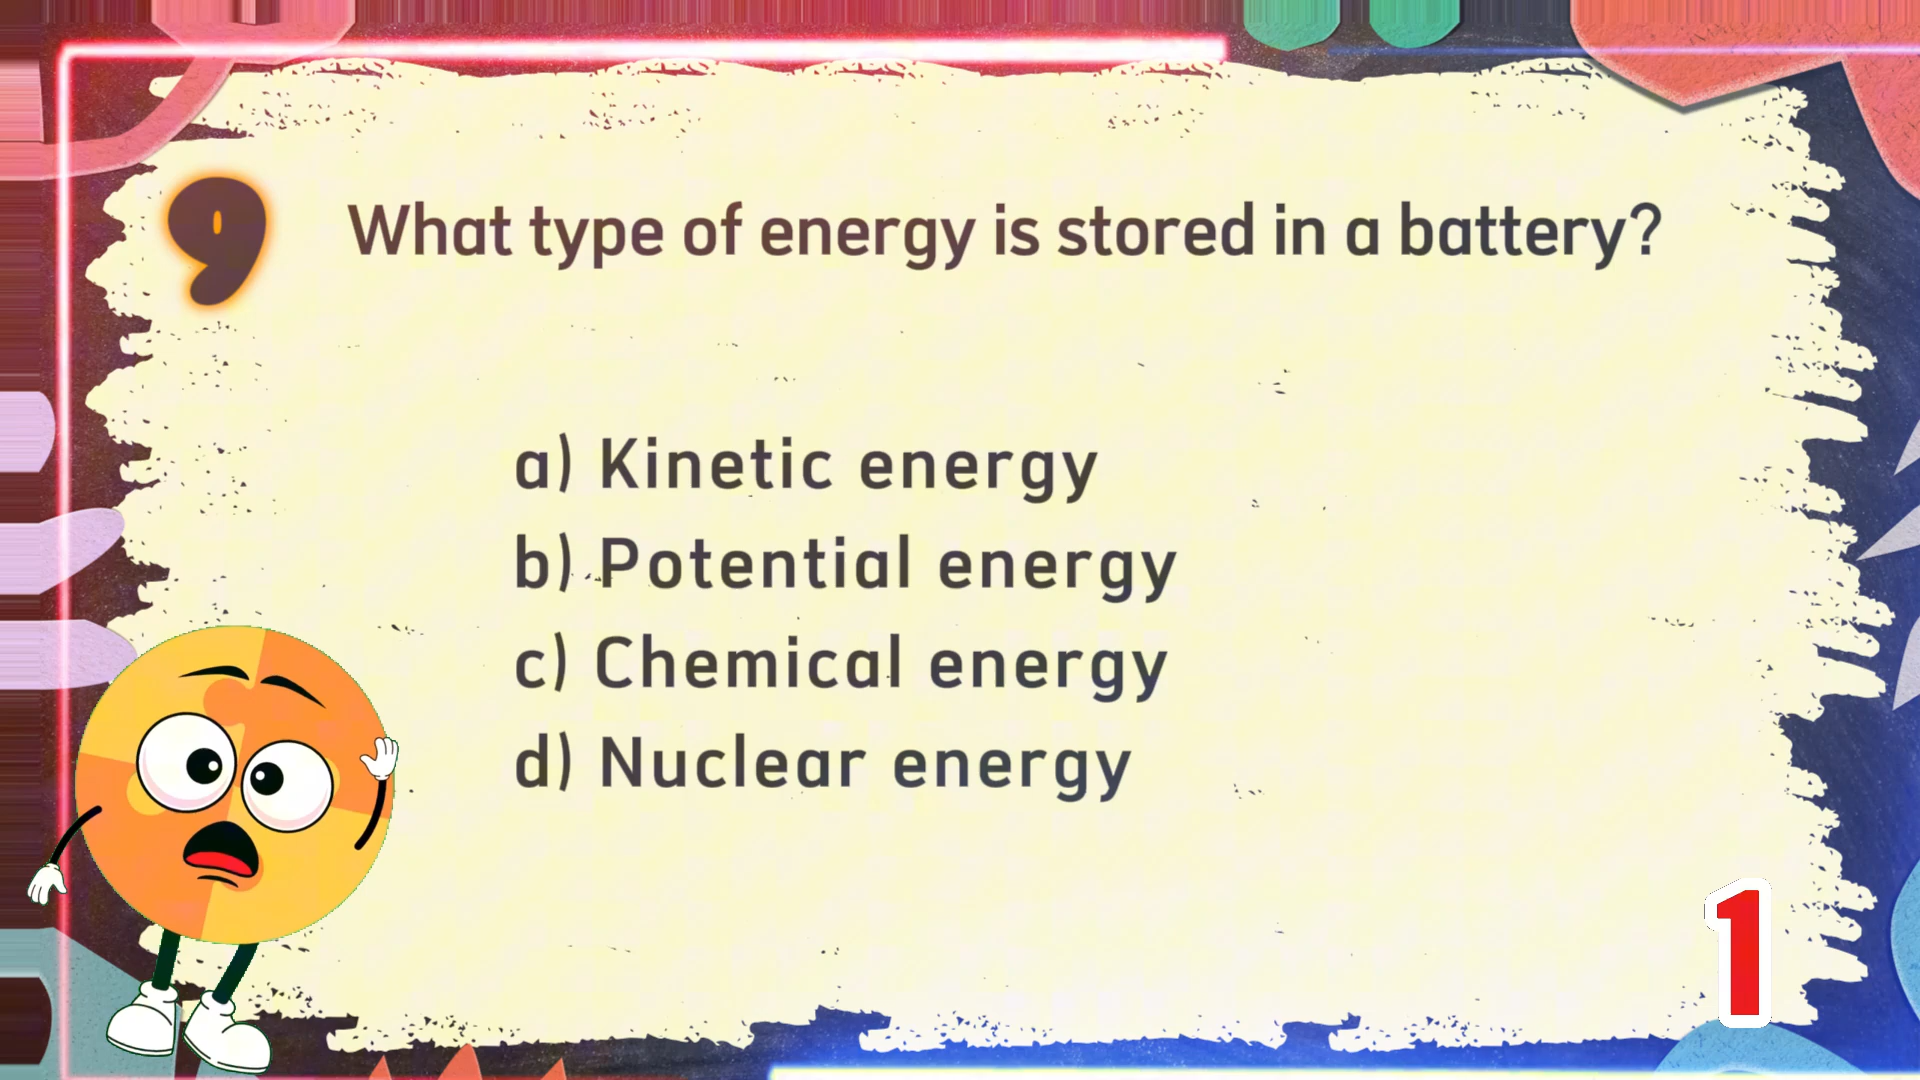 9 What type of energy is stored in a battery?
a) Kinetic energy
b) Potential energy
c) Chemical energy
d) Nuclear energy
1